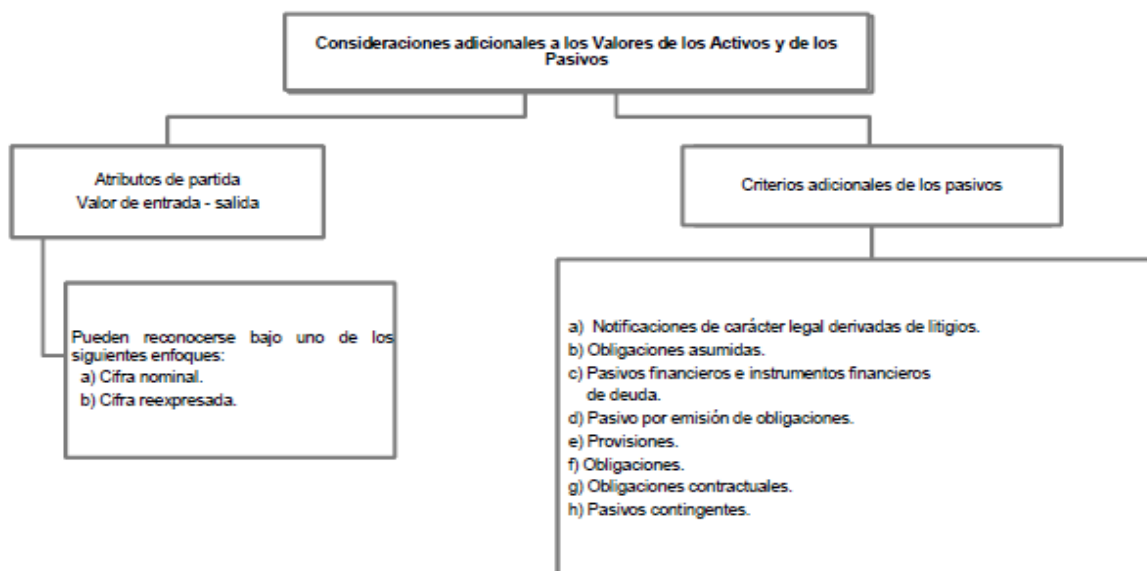 Consideraciones adicionales a los Valores de los Activos y de los
Pasivos
Atributos de partida
Valor de entrada - salida
Criterios adicionales de los pasivos
Pueden reconocerse bajo uno de los
siguientes enfoques:
a) Cifra nominal.
b) Cifra reexpresada.
a) Notificaciones de carácter legal derivadas de litigios.
b) Obligaciones asumidas.
c) Pasivos financieros e instrumentos financieros
de deuda.
d) Pasivo por emisión de obligaciones.
e) Provisiones.
f) Obligaciones.
g) Obligaciones contractuales.
h) Pasivos contingentes.